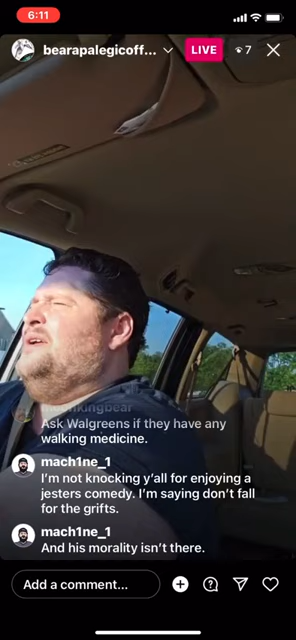 6:11
bearapalegicoff...
LIVE
7
Ask Walgreens if they have any
walking medicine.
mach1ne_1
I'm not knocking y'all for enjoying a
jesters comedy. I'm saying don't fall
for the grifts.
mach1ne_1
And his morality isn't there.
Add a comment...